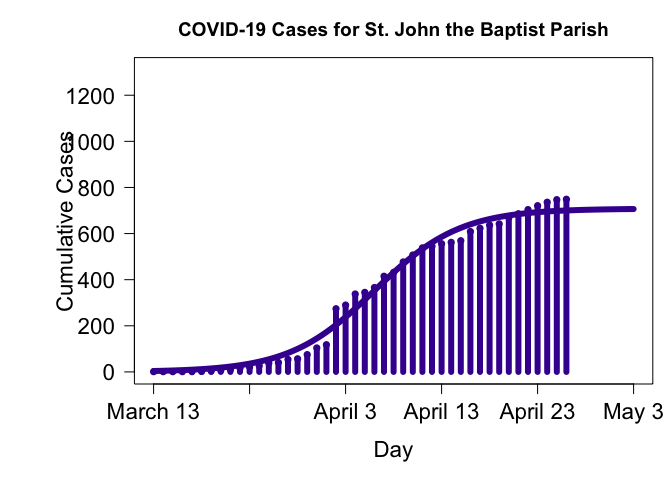 COVID-19 Cases for St. John the Baptist Parish
1200
1000
800
600
400
200
0
Cumulative Cases
March 13
April 3
April 13
April 23
May 3
Day